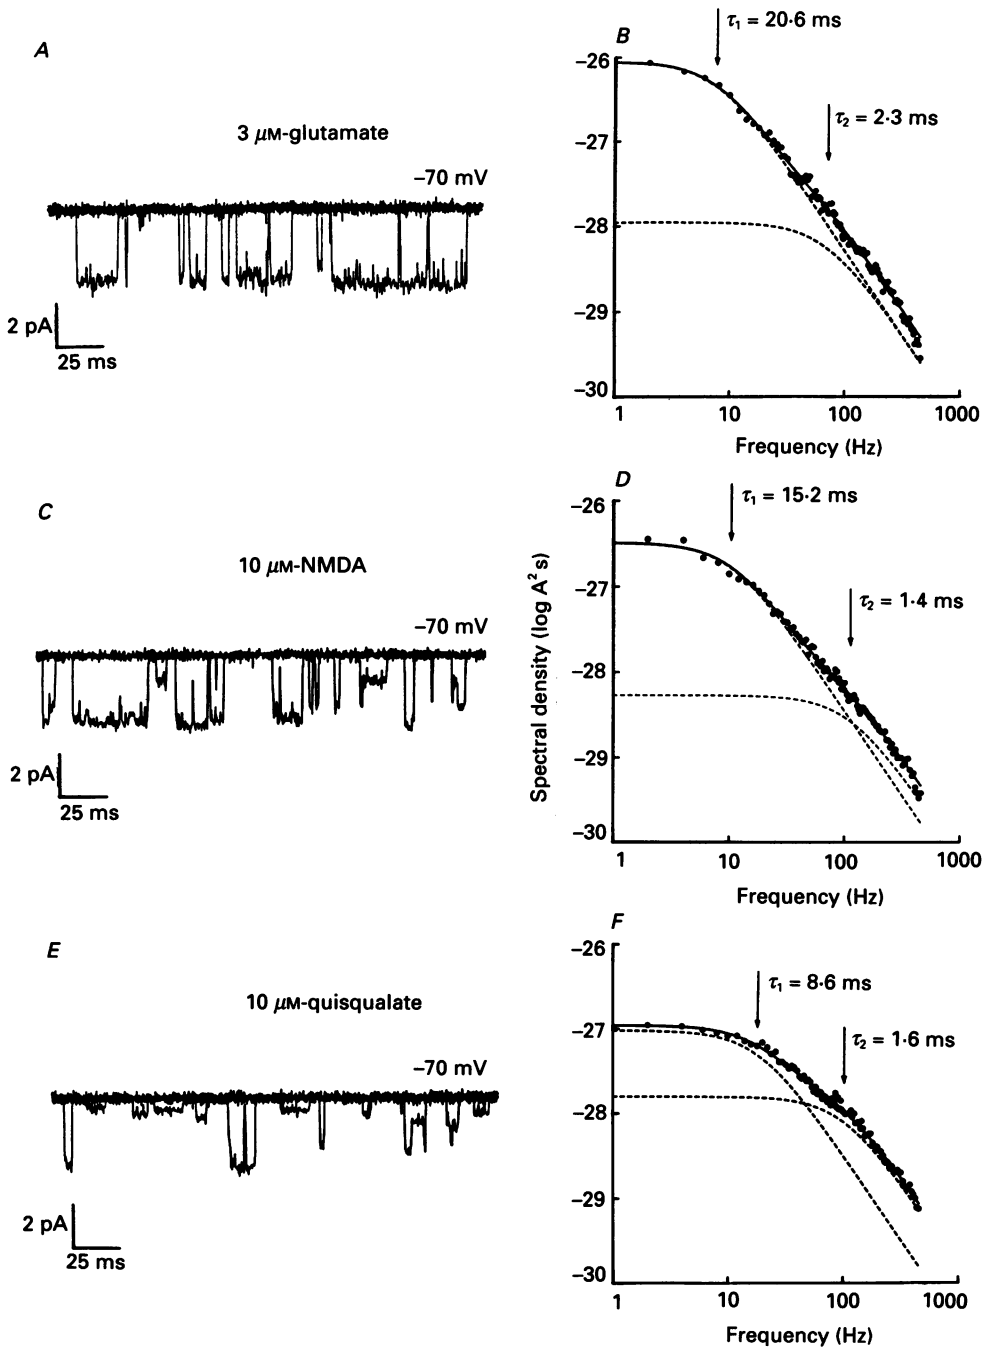 A
3 μM-glutamate
−70 mV
2 pA
25 ms
B
τ1 = 20·6 ms
τ2 = 2·3 ms
−26
−27
−28
−29
−30
1 10 100 1000
Frequency (Hz)
C
10 μM-NMDA
−70 mV
2 pA
25 ms
D
τ1 = 15·2 ms
τ2 = 1·4 ms
Spectral density (log A² s)
−26
−27
−28
−29
−30
1 10 100 1000
Frequency (Hz)
E
10 μM-quisqualate
−70 mV
2 pA
25 ms
F
τ1 = 8·6 ms
τ2 = 1·6 ms
−26
−27
−28
−29
−30
1 10 100 1000
Frequency (Hz)